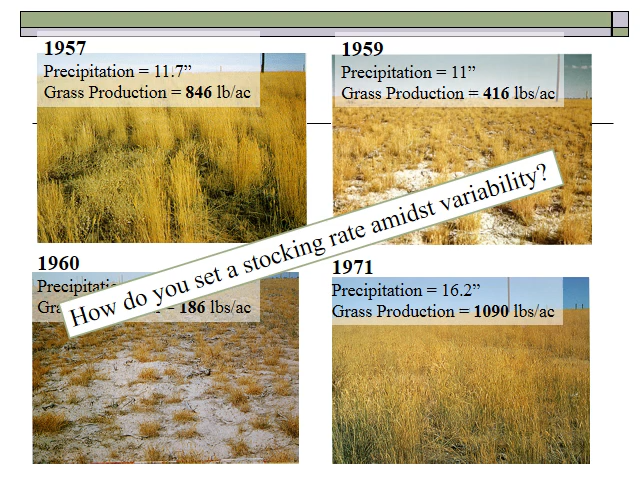 1957
Precipitation = 11.7”
Grass Production = 846 lb/ac
1959
Precipitation = 11”
Grass Production = 416 lbs/ac
How do you set a stocking rate amidst variability?
1960
186 lbs/ac
1971
Precipitation = 16.2”
Grass Production = 1090 lbs/ac